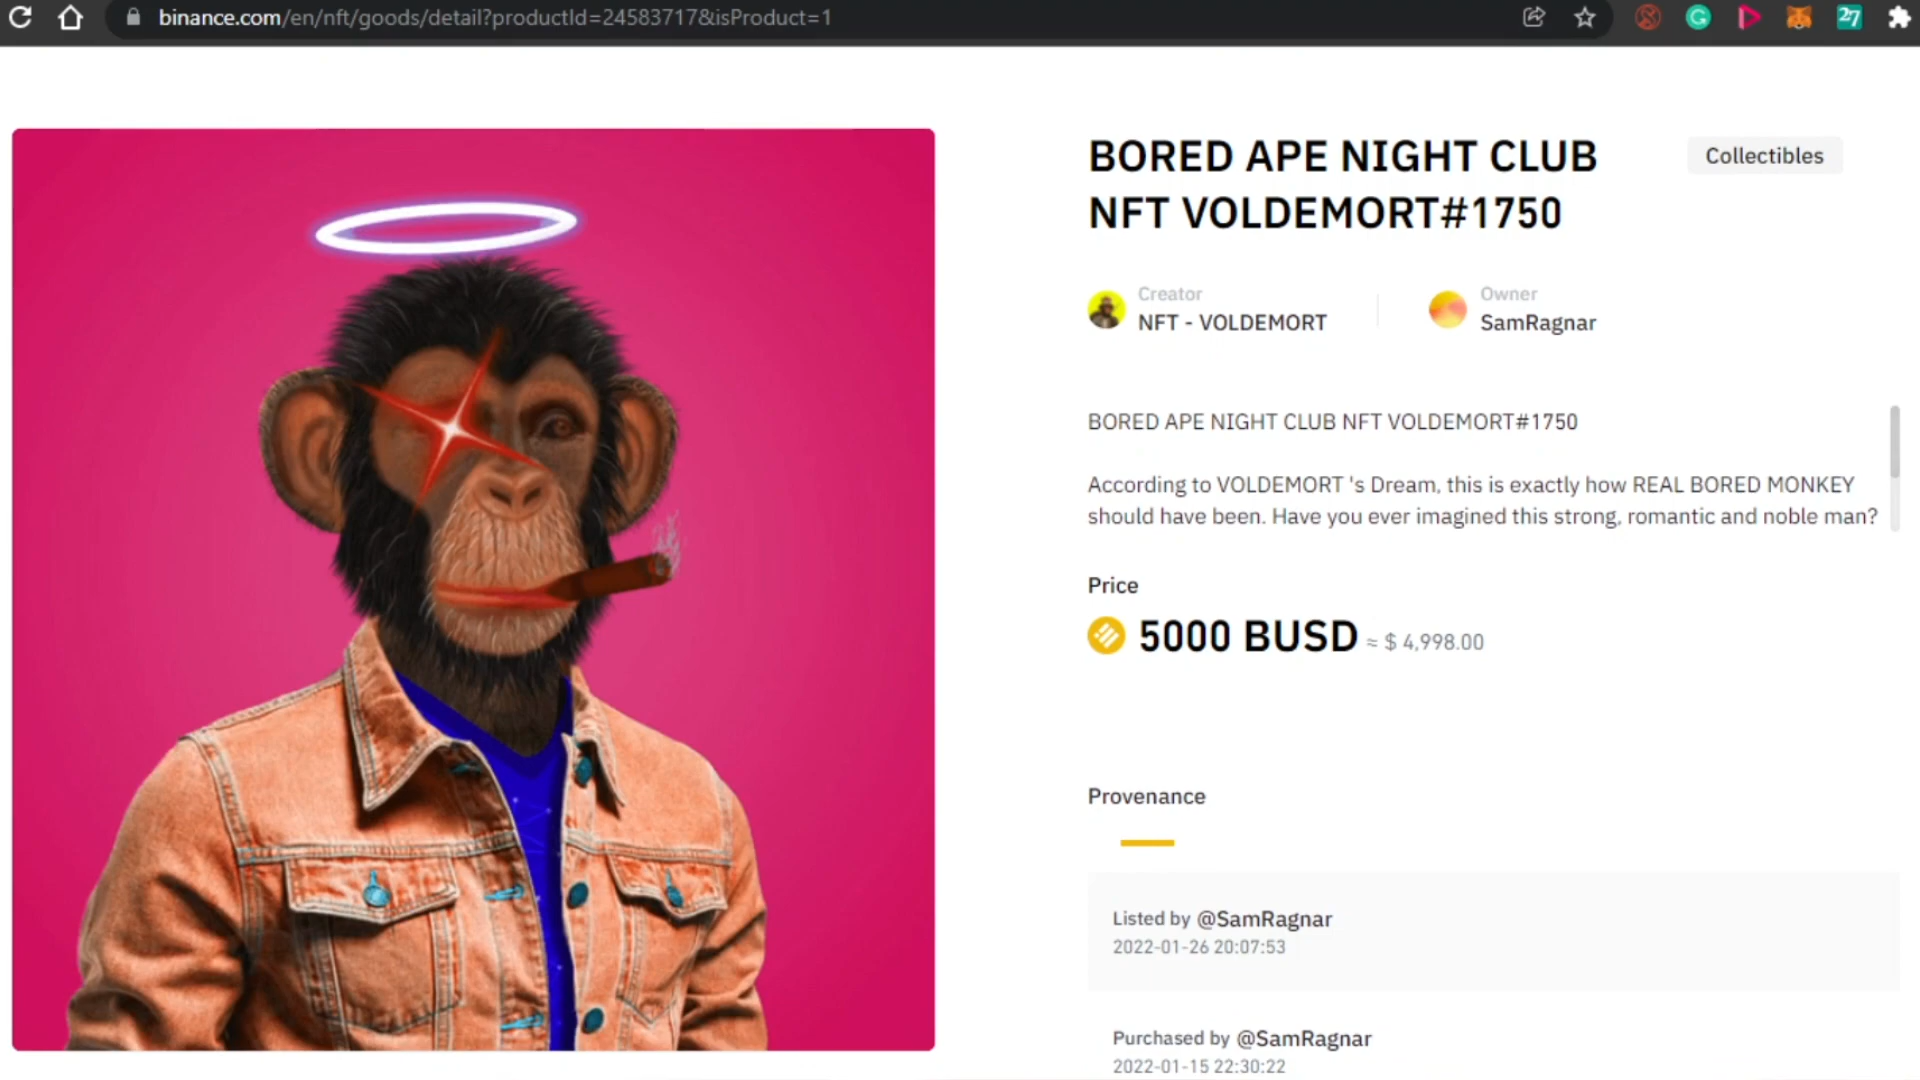 binance.com/en/nft/goods/detail?productId=24583717&isProduct=1
27
BORED APE NIGHT CLUB
NFT VOLDEMORT#1750
Collectibles
Creator
NFT - VOLDEMORT
Owner
SamRagnar
BORED APE NIGHT CLUB NFT VOLDEMORT#1750
According to VOLDEMORT 's Dream, this is exactly how REAL BORED MONKEY
should have been. Have you ever imagined this strong, romantic and noble man?
Price
5000 BUSD ≈ $ 4,998.00
Provenance
Listed by @SamRagnar
2022-01-26 20:07:53
Purchased by @SamRagnar
2022-01-15 22:30:22